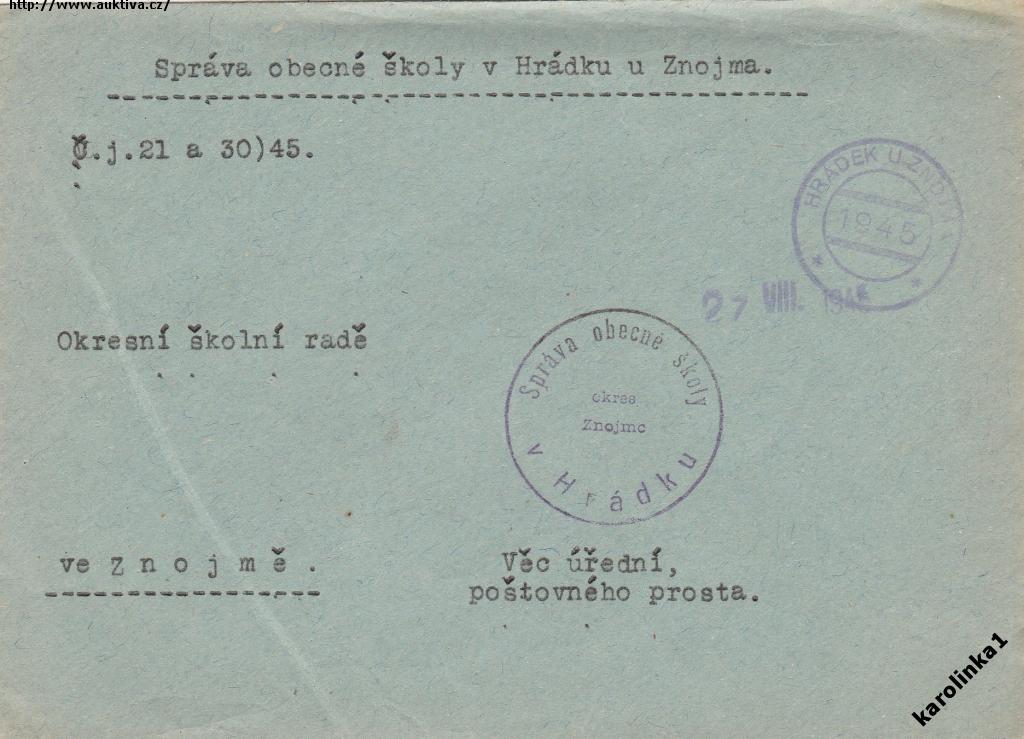 http://www.auktiva.cz/
Správa obecné školy v Hrádku u Znojma.
Č.j.21 a 30)45.
HRÁDEK U ZNOJMA
1945
27 VIII. 1945
Okresní školní radě
Správa obecné školy
okres
Znojmo
v Hrádku
ve Z n o j m ě .
Věc úřední,
poštovného prosta.
karolinka1